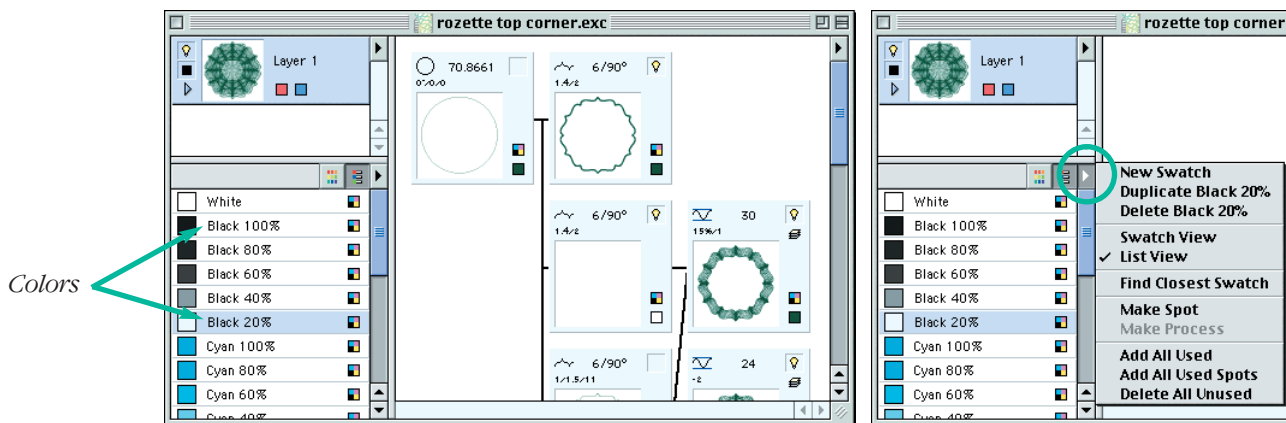 rozette top corner.exc
Layer 1
70.8661
0°/0/0
6/90°
1.4/2
6/90°
1.4/2
30
15%/1
6/90°
1/1.5/11
24
-2
White
Black 100%
Black 80%
Black 60%
Black 40%
Black 20%
Cyan 100%
Cyan 80%
Cyan 60%
Cyan 40%
Colors
rozette top corner
Layer 1
White
Black 100%
Black 80%
Black 60%
Black 40%
Black 20%
Cyan 100%
Cyan 80%
Cyan 60%
Cyan 40%
New Swatch
Duplicate Black 20%
Delete Black 20%
Swatch View
✓ List View
Find Closest Swatch
Make Spot
Make Process
Add All Used
Add All Used Spots
Delete All Unused